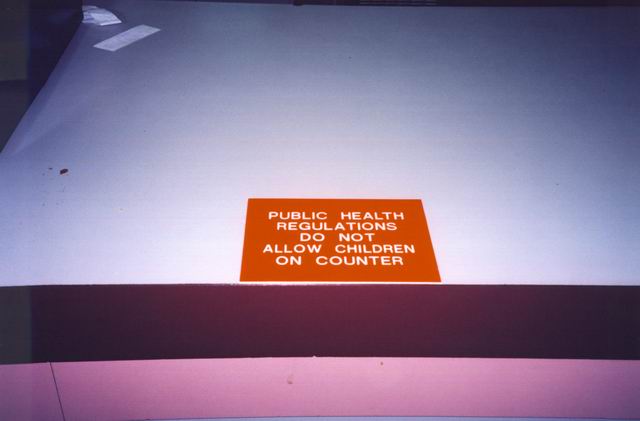 PUBLIC HEALTH
REGULATIONS
DO NOT
ALLOW CHILDREN
ON COUNTER